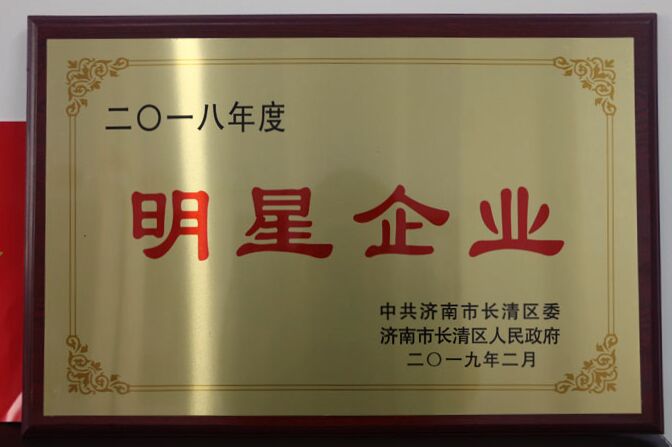 二〇一八年度
明星企业
中共济南市长清区委
济南市长清区人民政府
二〇一九年二月